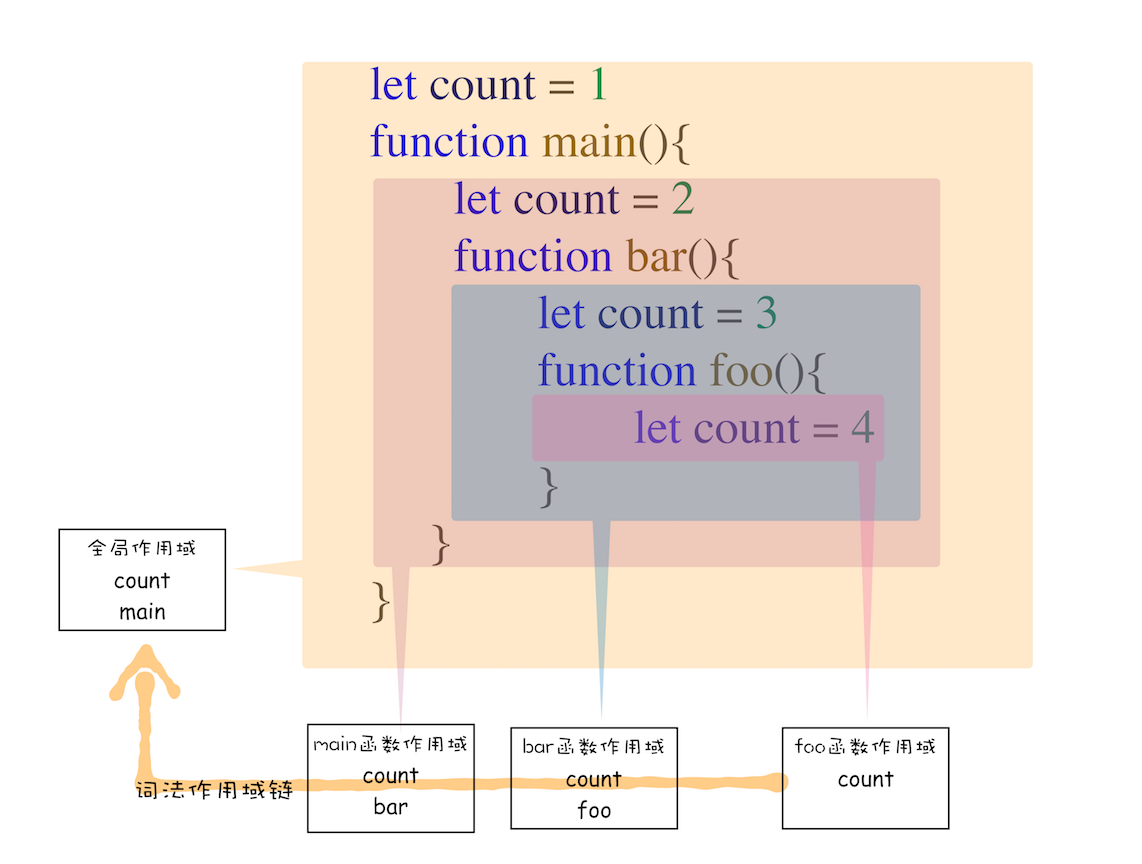 let count = 1
function main(){
let count = 2
function bar(){
let count = 3
function foo(){
let count = 4
}
}
}
全局作用域
count
main
main函数作用域
count
bar
bar函数作用域
count
foo
foo函数作用域
count
词法作用域链